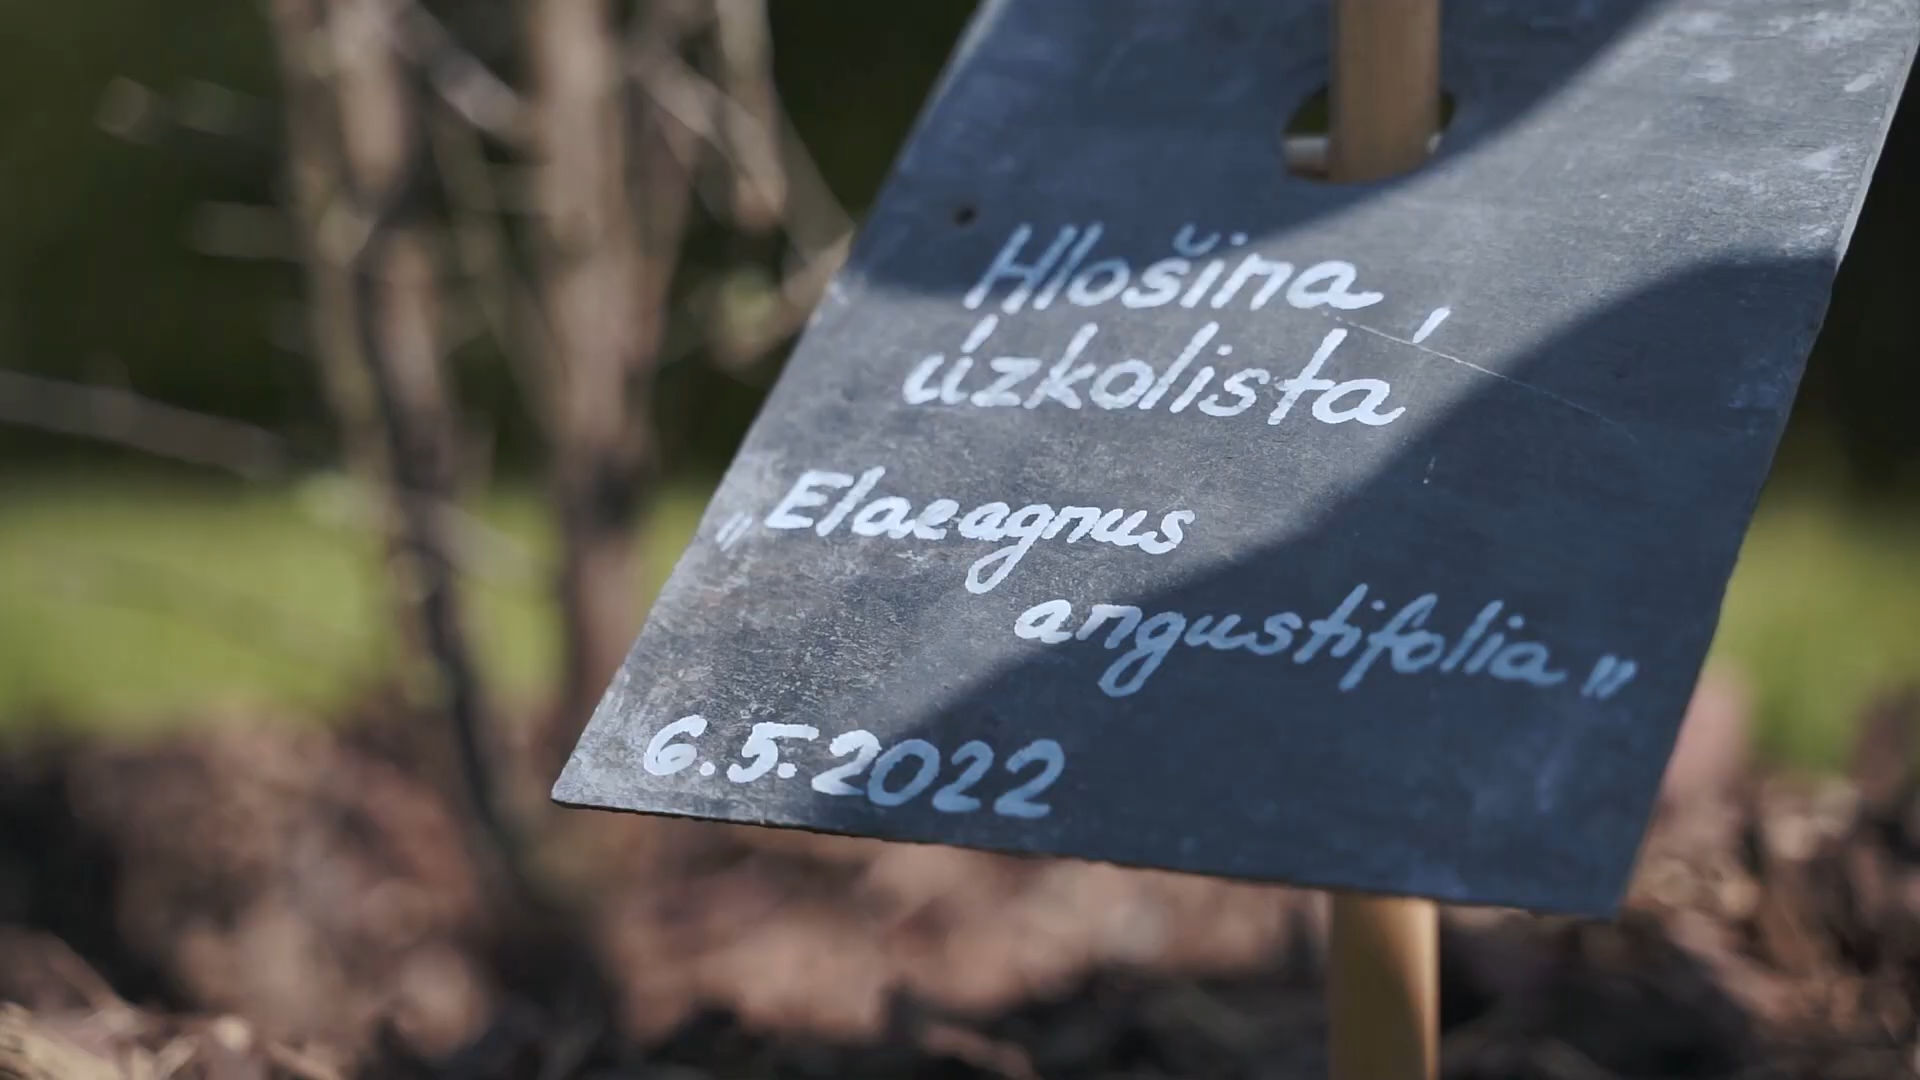 Hlošina
úzkolistá
„Elaeagnus
angustifolia"
6.5.2022